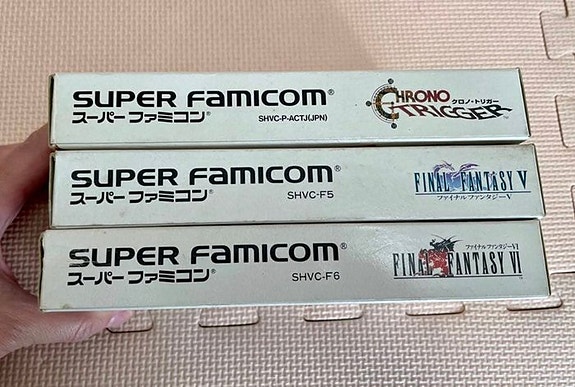 SUPER FAMICOM®
スーパーファミコン®
SHVC-P-ACTJ(JPN)
CHRONO
クロノ・トリガー
TRIGGER
SUPER FAMICOM®
スーパーファミコン®
SHVC-F5
FINAL FANTASY V
ファイナルファンタジーV
SUPER FAMICOM®
スーパーファミコン®
SHVC-F6
ファイナルファンタジーVI
FINAL FANTASY VI